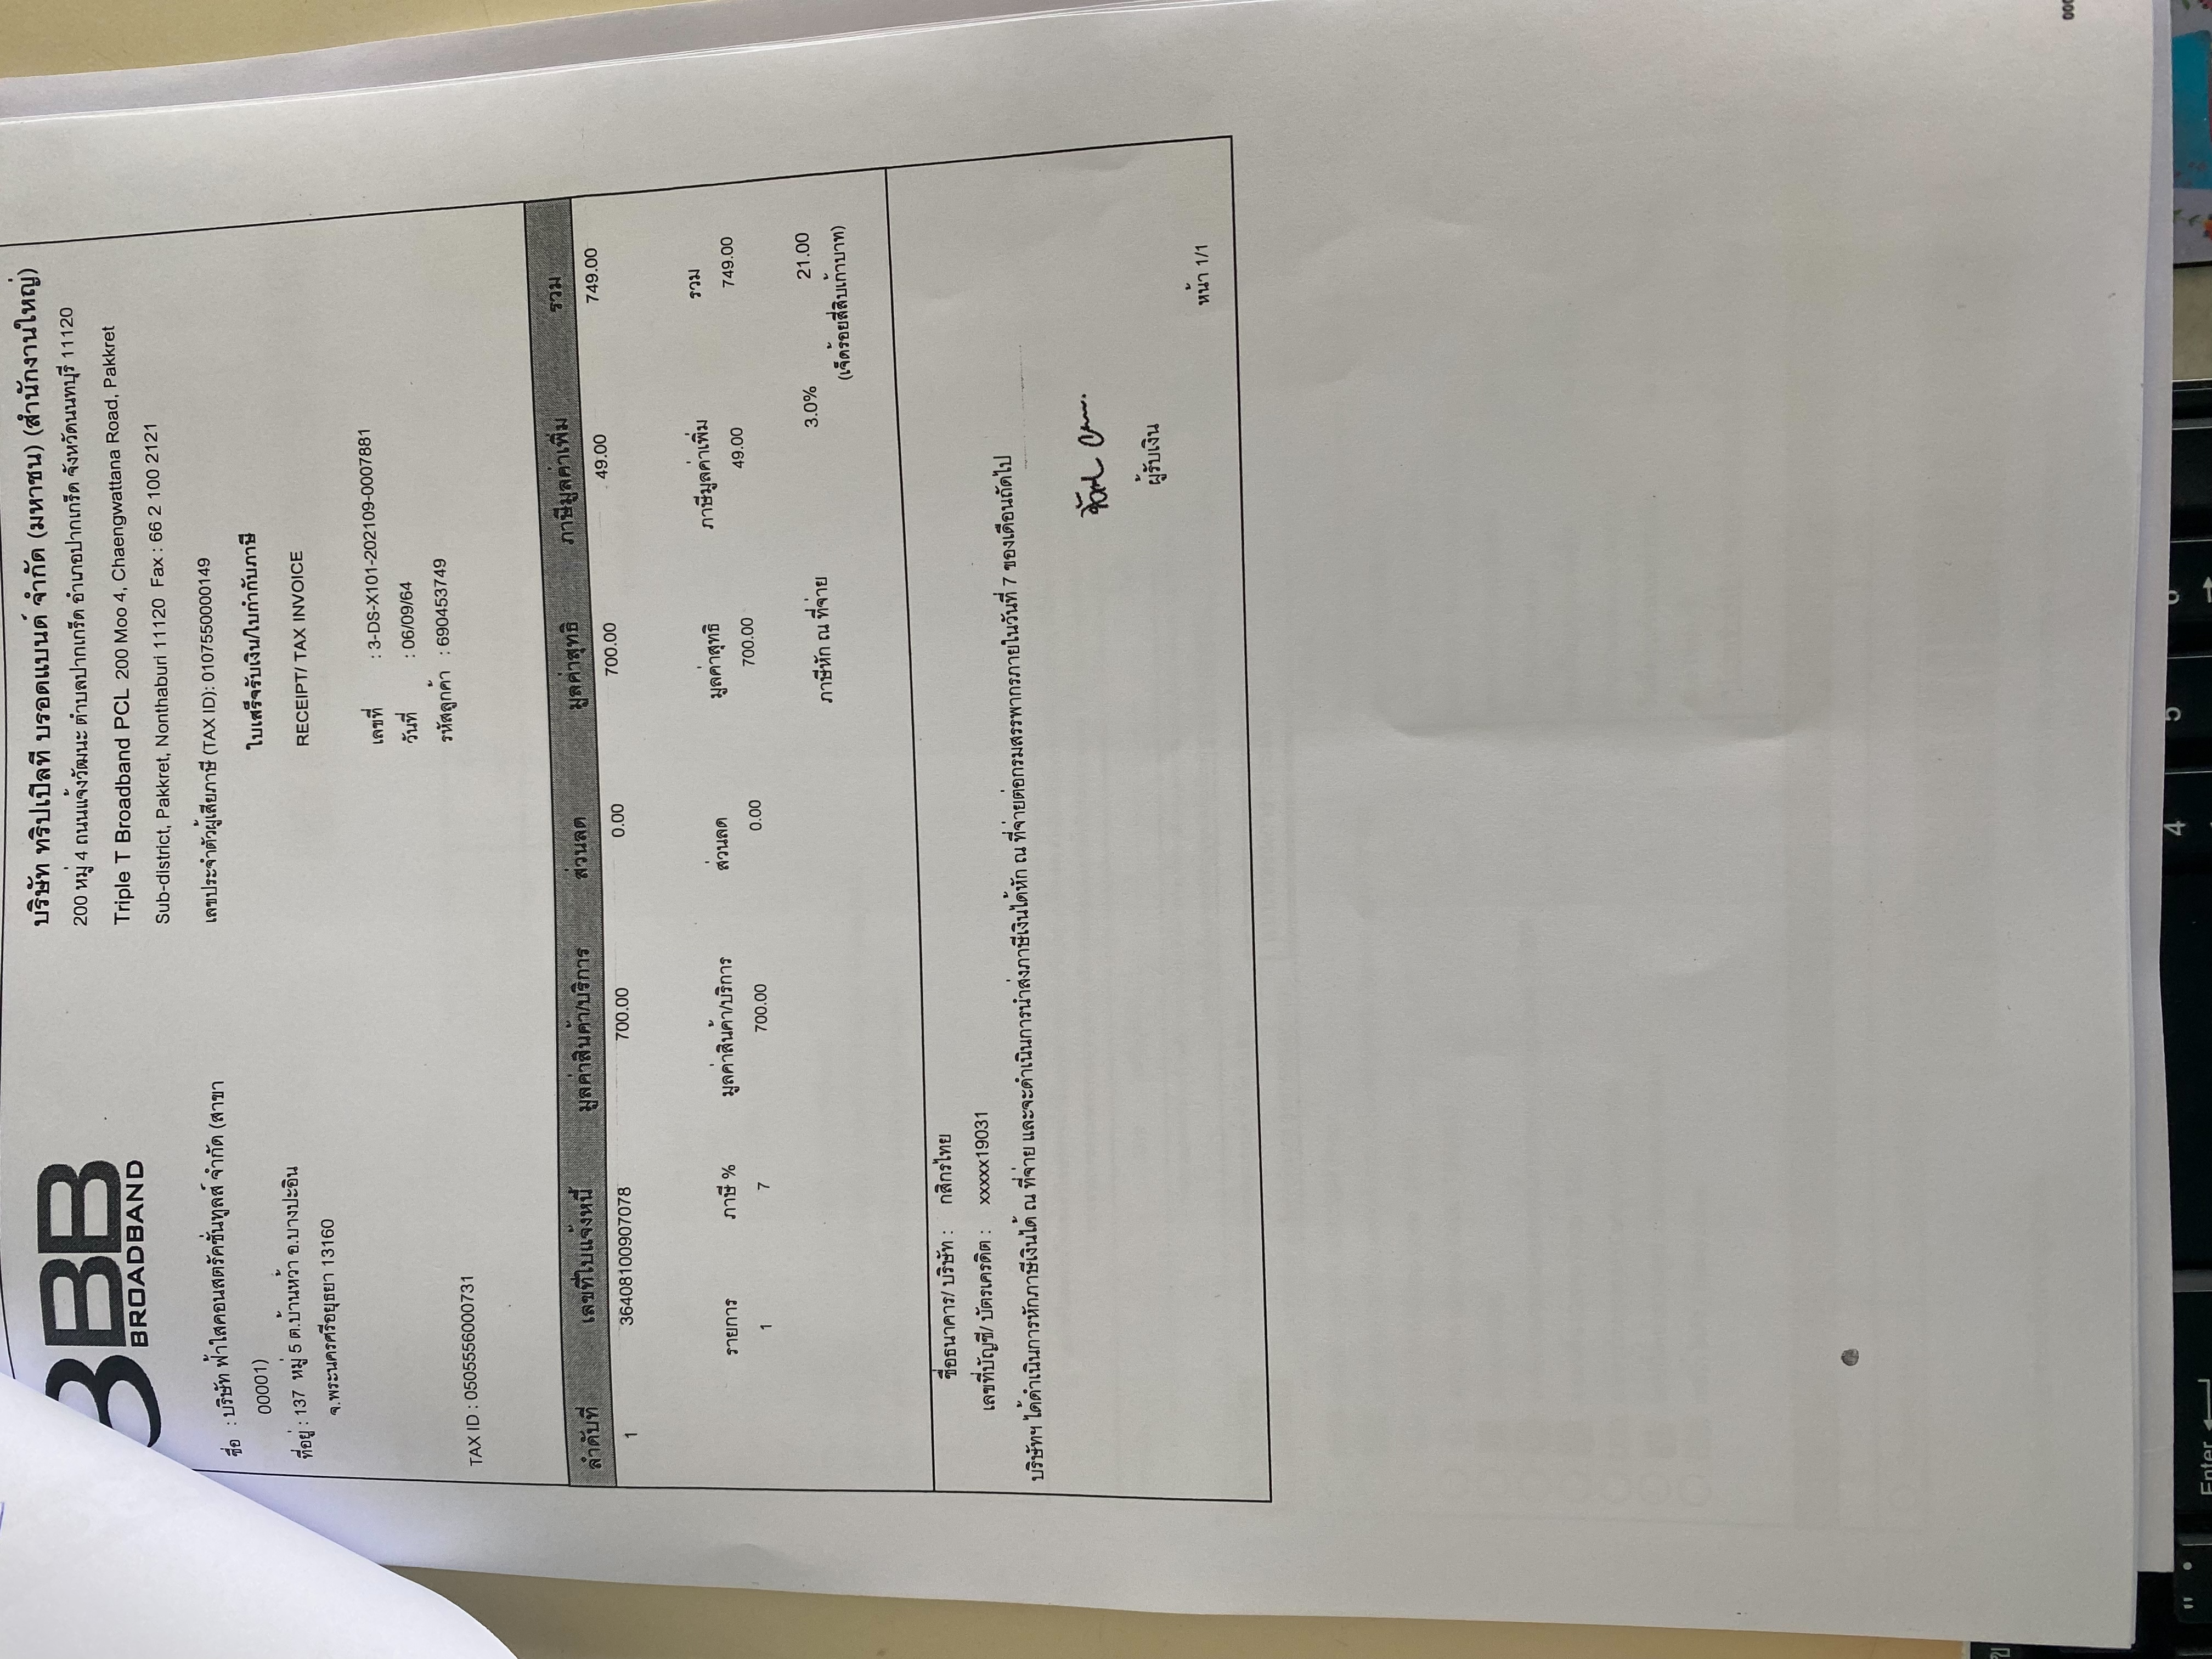 3BB
BROADBAND
บริษัท ทริปเปิลที บรอดแบนด์ จำกัด (มหาชน) (สำนักงานใหญ่)
200 หมู่ 4 ถนนแจ้งวัฒนะ ตำบลปากเกร็ด อำเภอปากเกร็ด จังหวัดนนทบุรี 11120
Triple T Broadband PCL 200 Moo 4, Chaengwattana Road, Pakkret
Sub-district, Pakkret, Nonthaburi 11120 Fax : 66 2 100 2121
เลขประจำตัวผู้เสียภาษี (TAX ID): 0107550000149
ชื่อ : บริษัท ฟ้าใสคอนสตรัคชั่นทูลส์ จำกัด (สาขา
00001)
ที่อยู่ : 137 หมู่ 5 ต.บ้านหว้า อ.บางปะอิน
จ.พระนครศรีอยุธยา 13160
TAX ID : 0505556000731
ใบเสร็จรับเงิน/ใบกำกับภาษี
RECEIPT/ TAX INVOICE
เลขที่ : 3-DS-X101-202109-0007881
วันที่ : 06/09/64
รหัสลูกค้า : 690453749
ลำดับที่ เลขที่ใบแจ้งหนี้ มูลค่าสินค้า/บริการ ส่วนลด มูลค่าสุทธิ ภาษีมูลค่าเพิ่ม รวม
1 36408100907078 700.00 0.00 700.00 49.00 749.00
รายการ ภาษี % มูลค่าสินค้า/บริการ ส่วนลด มูลค่าสุทธิ ภาษีมูลค่าเพิ่ม รวม
1 7 700.00 0.00 700.00 49.00 749.00
ภาษีหัก ณ ที่จ่าย 3.0% 21.00
(เจ็ดร้อยสี่สิบเก้าบาท)
ชื่อธนาคาร/ บริษัท : กสิกรไทย
เลขที่บัญชี/ บัตรเครดิต : xxxxx19031
บริษัทฯ ได้ดำเนินการหักภาษีเงินได้ ณ ที่จ่าย และจะดำเนินการนำส่งภาษีเงินได้หัก ณ ที่จ่ายต่อกรมสรรพากรภายในวันที่ 7 ของเดือนถัดไป
ผู้รับเงิน
หน้า 1/1
000
4 5 6
Enter